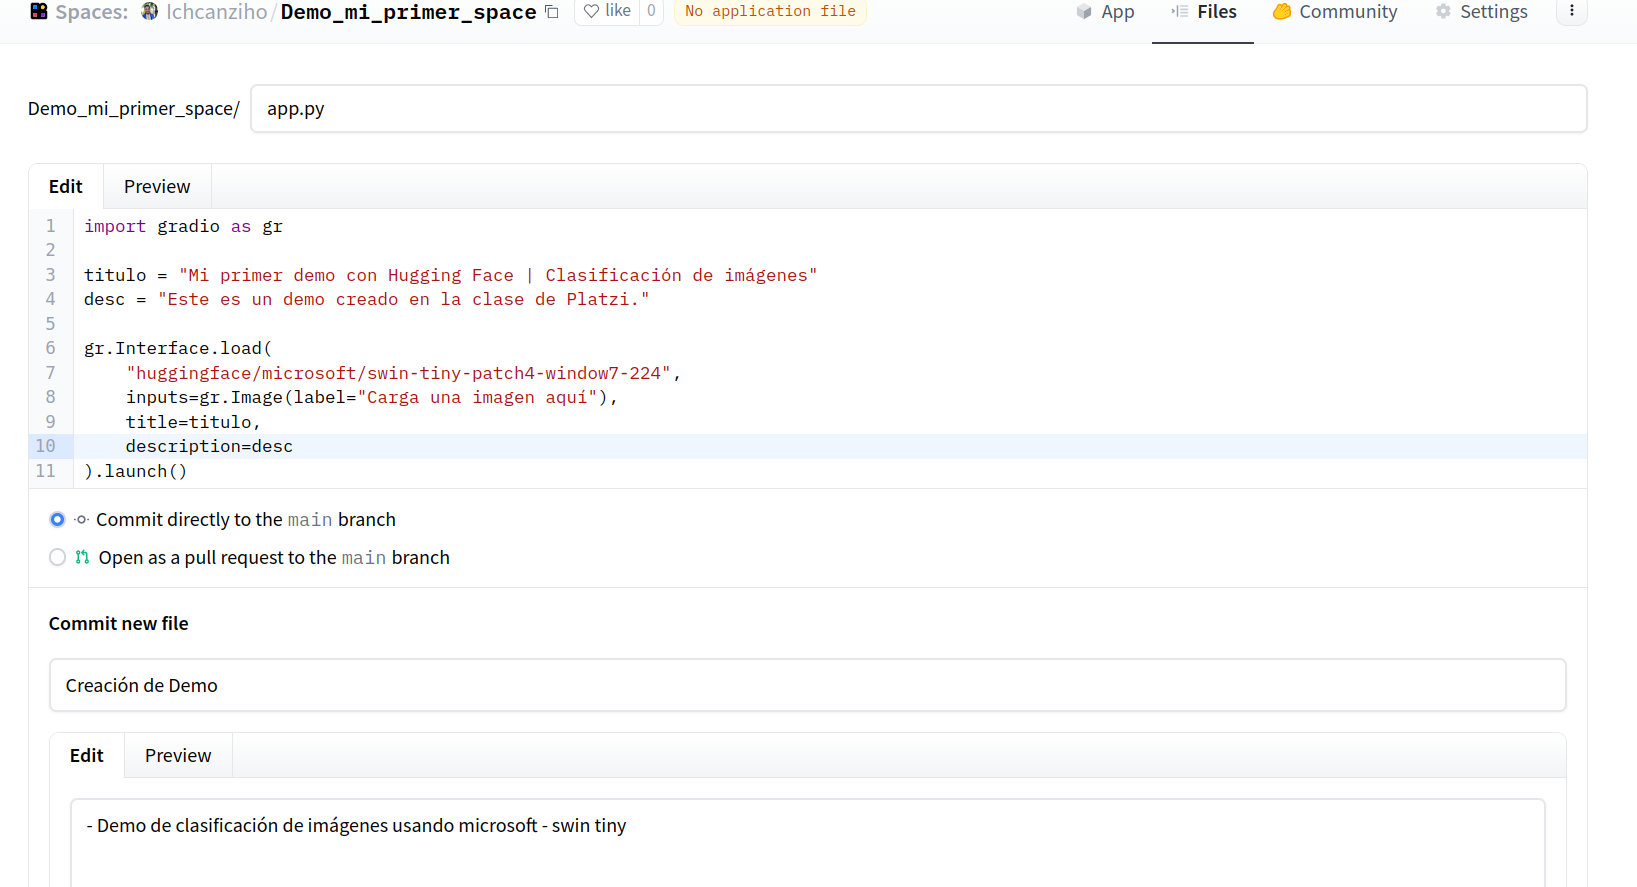 Spaces: Ichcanziho/Demo_mi_primer_space like 0 No application file App Files Community Settings
Demo_mi_primer_space/ app.py
Edit Preview
1 import gradio as gr
2
3 titulo = "Mi primer demo con Hugging Face | Clasificación de imágenes"
4 desc = "Este es un demo creado en la clase de Platzi."
5
6 gr.Interface.load(
7 "huggingface/microsoft/swin-tiny-patch4-window7-224",
8 inputs=gr.Image(label="Carga una imagen aquí"),
9 title=titulo,
10 description=desc
11 ).launch()
Commit directly to the main branch
Open as a pull request to the main branch
Commit new file
Creación de Demo
Edit Preview
- Demo de clasificación de imágenes usando microsoft - swin tiny